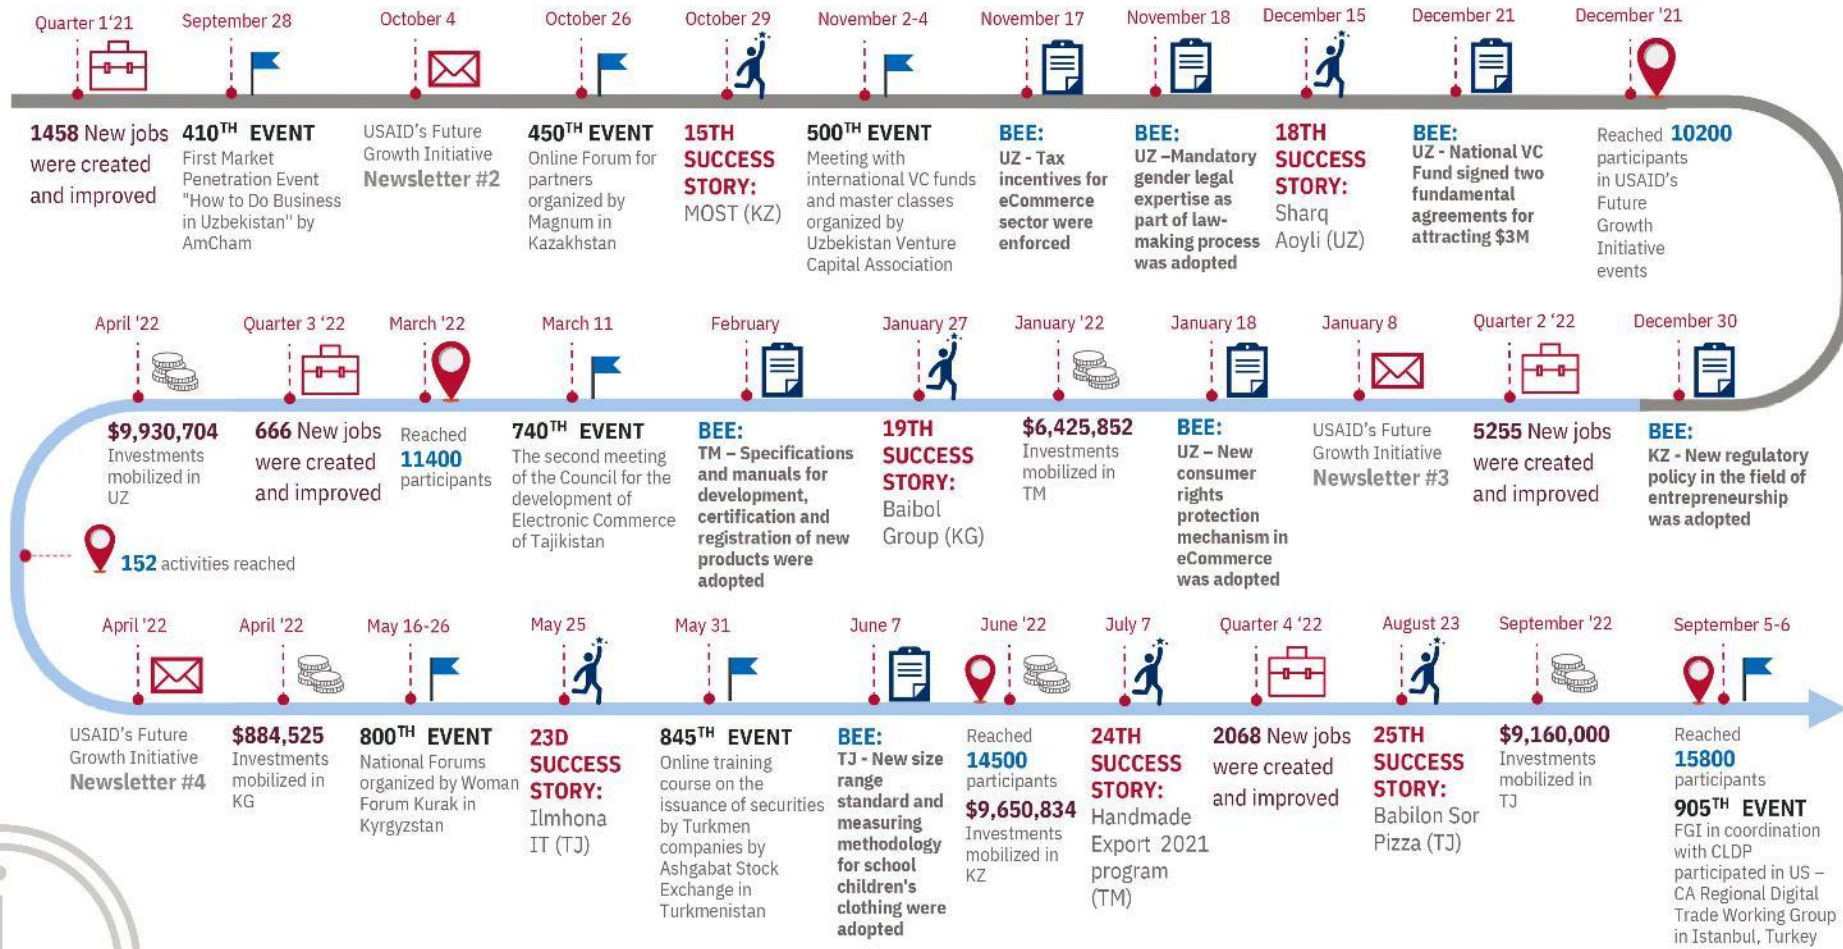 Quarter 1'21
1458 New jobs
were created
and improved
September 28
410TH EVENT
First Market
Penetration Event
"How to Do Business
in Uzbekistan" by
AmCham
October 4
USAID's Future
Growth Initiative
Newsletter #2
October 26
450TH EVENT
Online Forum for
partners
organized by
Magnum in
Kazakhstan
October 29
15TH
SUCCESS
STORY:
MOST (KZ)
November 2-4
500TH EVENT
Meeting with
international VC funds
and master classes
organized by
Uzbekistan Venture
Capital Association
November 17
BEE:
UZ - Tax
incentives for
eCommerce
sector were
enforced
November 18
BEE:
UZ –Mandatory
gender legal
expertise as
part of law-
making process
was adopted
December 15
18TH
SUCCESS
STORY:
Sharq
Aoyli (UZ)
December 21
BEE:
UZ - National VC
Fund signed two
fundamental
agreements for
attracting $3M
December '21
Reached 10200
participants
in USAID's
Future
Growth
Initiative
events
April '22
$9,930,704
Investments
mobilized in
UZ
Quarter 3 '22
666 New jobs
were created
and improved
March '22
Reached
11400
participants
March 11
740TH EVENT
The second meeting
of the Council for the
development of
Electronic Commerce
of Tajikistan
February
BEE:
TM – Specifications
and manuals for
development,
certification and
registration of new
products were
adopted
January 27
19TH
SUCCESS
STORY:
Baibol
Group (KG)
January '22
$6,425,852
Investments
mobilized in
TM
January 18
BEE:
UZ – New
consumer
rights
protection
mechanism in
eCommerce
was adopted
January 8
USAID's Future
Growth Initiative
Newsletter #3
Quarter 2 '22
5255 New jobs
were created
and improved
December 30
BEE:
KZ - New regulatory
policy in the field of
entrepreneurship
was adopted
152 activities reached
April '22
USAID's Future
Growth Initiative
Newsletter #4
April '22
$884,525
Investments
mobilized in
KG
May 16-26
800TH EVENT
National Forums
organized by Woman
Forum Kurak in
Kyrgyzstan
May 25
23D
SUCCESS
STORY:
Ilmhona
IT (TJ)
May 31
845TH EVENT
Online training
course on the
issuance of securities
by Turkmen
companies by
Ashgabat Stock
Exchange in
Turkmenistan
June 7
BEE:
TJ - New size
range
standard and
measuring
methodology
for school
children's
clothing were
adopted
June '22
Reached
14500
participants
$9,650,834
Investments
mobilized in
KZ
July 7
24TH
SUCCESS
STORY:
Handmade
Export 2021
program
(TM)
Quarter 4 '22
2068 New jobs
were created
and improved
August 23
25TH
SUCCESS
STORY:
Babilon Sor
Pizza (TJ)
September '22
$9,160,000
Investments
mobilized in
TJ
September 5-6
Reached
15800
participants
905TH EVENT
FGI in coordination
with CLDP
participated in US –
CA Regional Digital
Trade Working Group
in Istanbul, Turkey